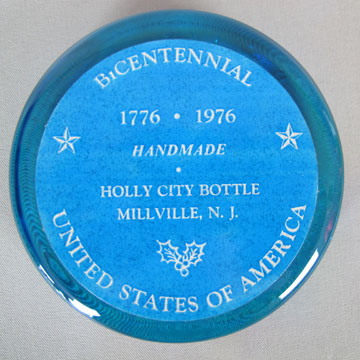 BICENTENNIAL
1776 • 1976
HANDMADE
•
HOLLY CITY BOTTLE
MILLVILLE, N. J.
UNITED STATES OF AMERICA